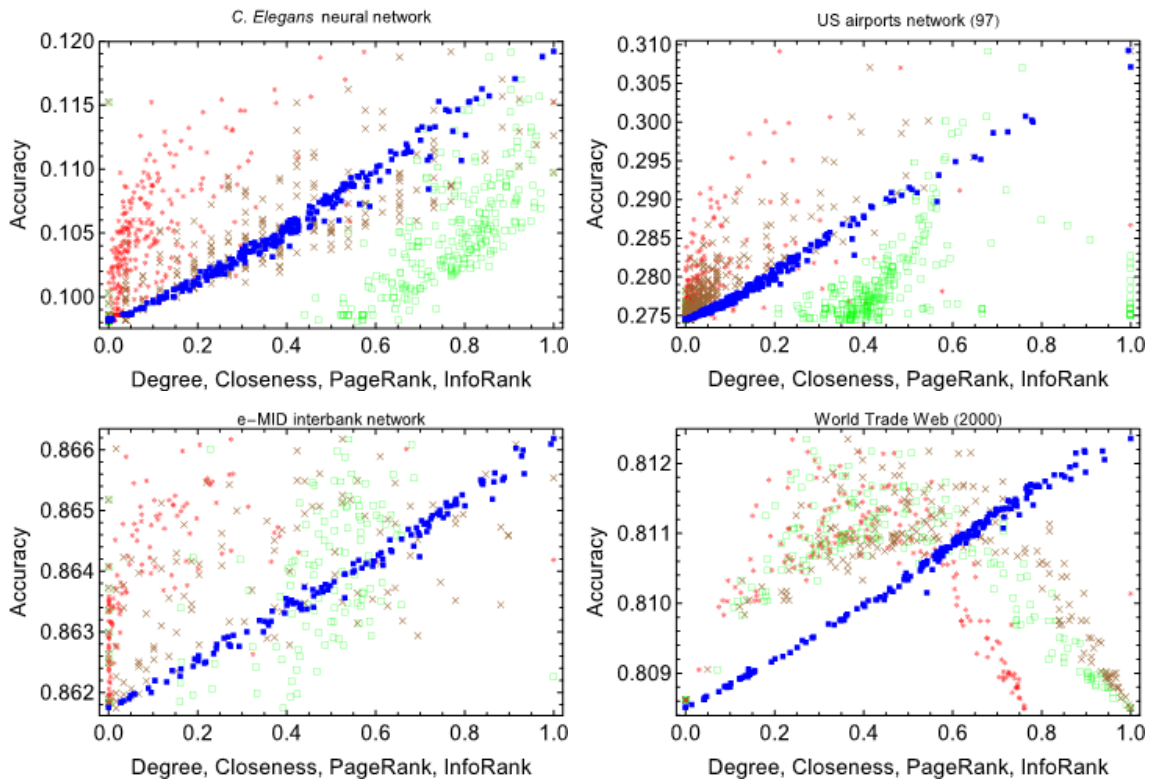 C. Elegans neural network
0.120
0.115
0.110
0.105
0.100
Accuracy
0.0 0.2 0.4 0.6 0.8 1.0
Degree, Closeness, PageRank, InfoRank
US airports network (97)
0.310
0.305
0.300
0.295
0.290
0.285
0.280
0.275
Accuracy
0.0 0.2 0.4 0.6 0.8 1.0
Degree, Closeness, PageRank, InfoRank
e-MID interbank network
0.866
0.865
0.864
0.863
0.862
Accuracy
0.0 0.2 0.4 0.6 0.8 1.0
Degree, Closeness, PageRank, InfoRank
World Trade Web (2000)
0.812
0.811
0.810
0.809
Accuracy
0.0 0.2 0.4 0.6 0.8 1.0
Degree, Closeness, PageRank, InfoRank